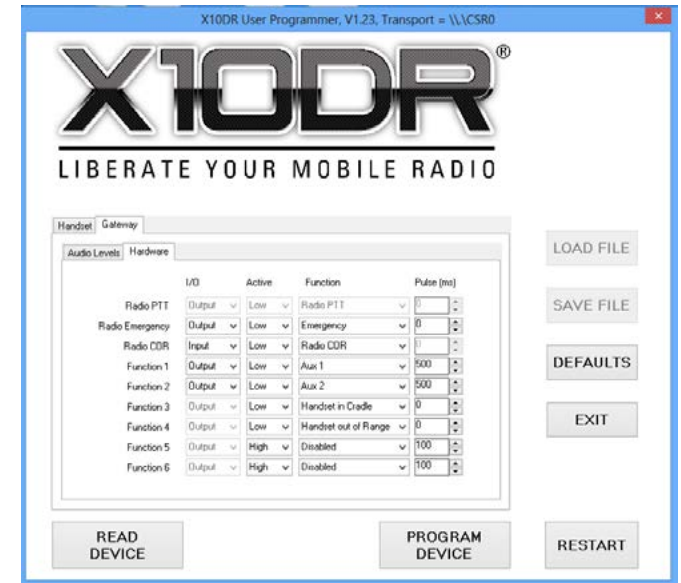 X10DR User Programmer, V1.23, Transport = \\.\CSR0
X10DR®
LIBERATE YOUR MOBILE RADIO
Handset Gateway
Audio Levels Hardware
I/O Active Function Pulse (ms)
Radio PTT Output Low Radio PTT 0
Radio Emergency Output Low Emergency 0
Radio COR Input Low Radio COR 0
Function 1 Output Low Aux 1 500
Function 2 Output Low Aux 2 500
Function 3 Output Low Handset in Cradle 0
Function 4 Output Low Handset out of Range 0
Function 5 Output High Disabled 100
Function 6 Output High Disabled 100
LOAD FILE
SAVE FILE
DEFAULTS
EXIT
READ
DEVICE
PROGRAM
DEVICE
RESTART